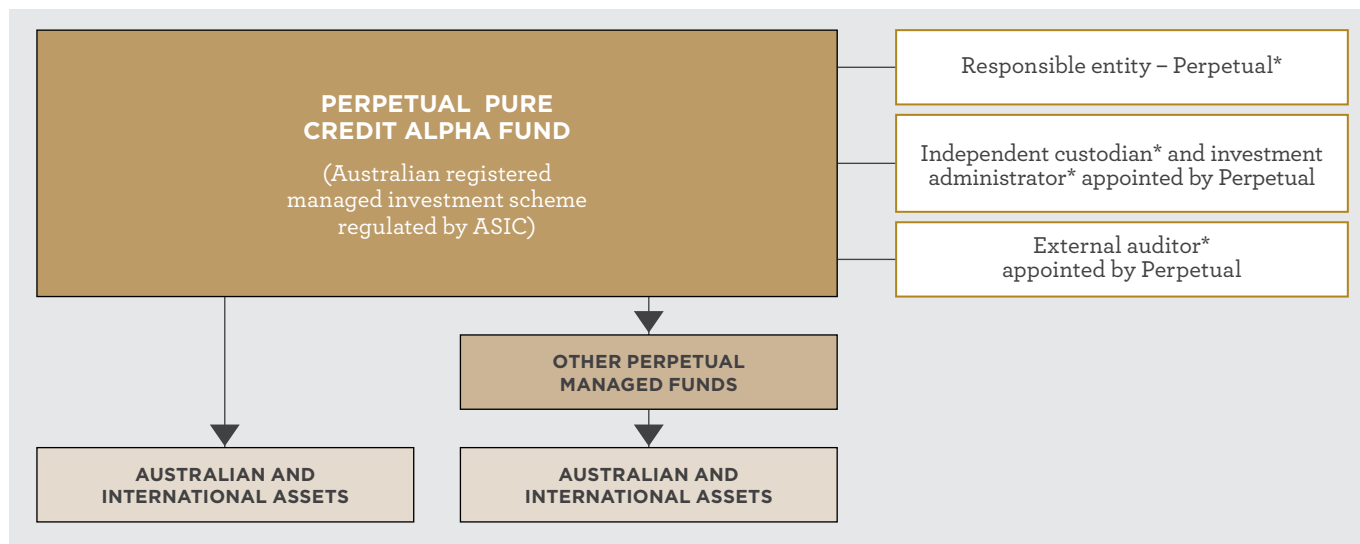 PERPETUAL PURE
CREDIT ALPHA FUND
(Australian registered
managed investment scheme
regulated by ASIC)
Responsible entity – Perpetual*
Independent custodian* and investment
administrator* appointed by Perpetual
External auditor*
appointed by Perpetual
OTHER PERPETUAL
MANAGED FUNDS
AUSTRALIAN AND
INTERNATIONAL ASSETS
AUSTRALIAN AND
INTERNATIONAL ASSETS